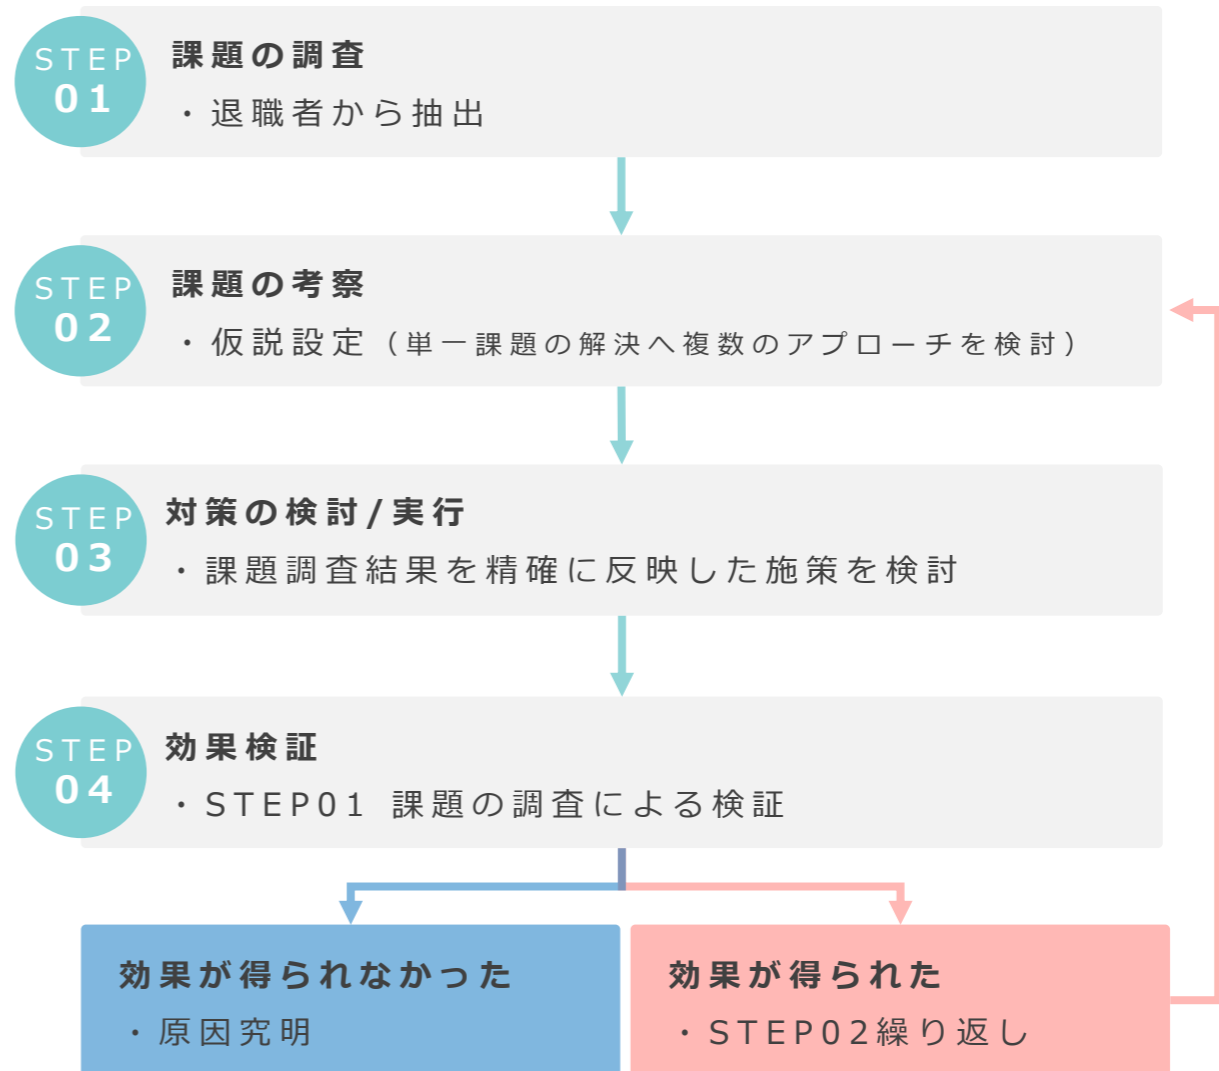 STEP
01
課題の調査
・退職者から抽出
STEP
02
課題の考察
・仮説設定（単一課題の解決へ複数のアプローチを検討）
STEP
03
対策の検討/実行
・課題調査結果を精確に反映した施策を検討
STEP
04
効果検証
・STEP01 課題の調査による検証
効果が得られなかった
・原因究明
効果が得られた
・STEP02繰り返し